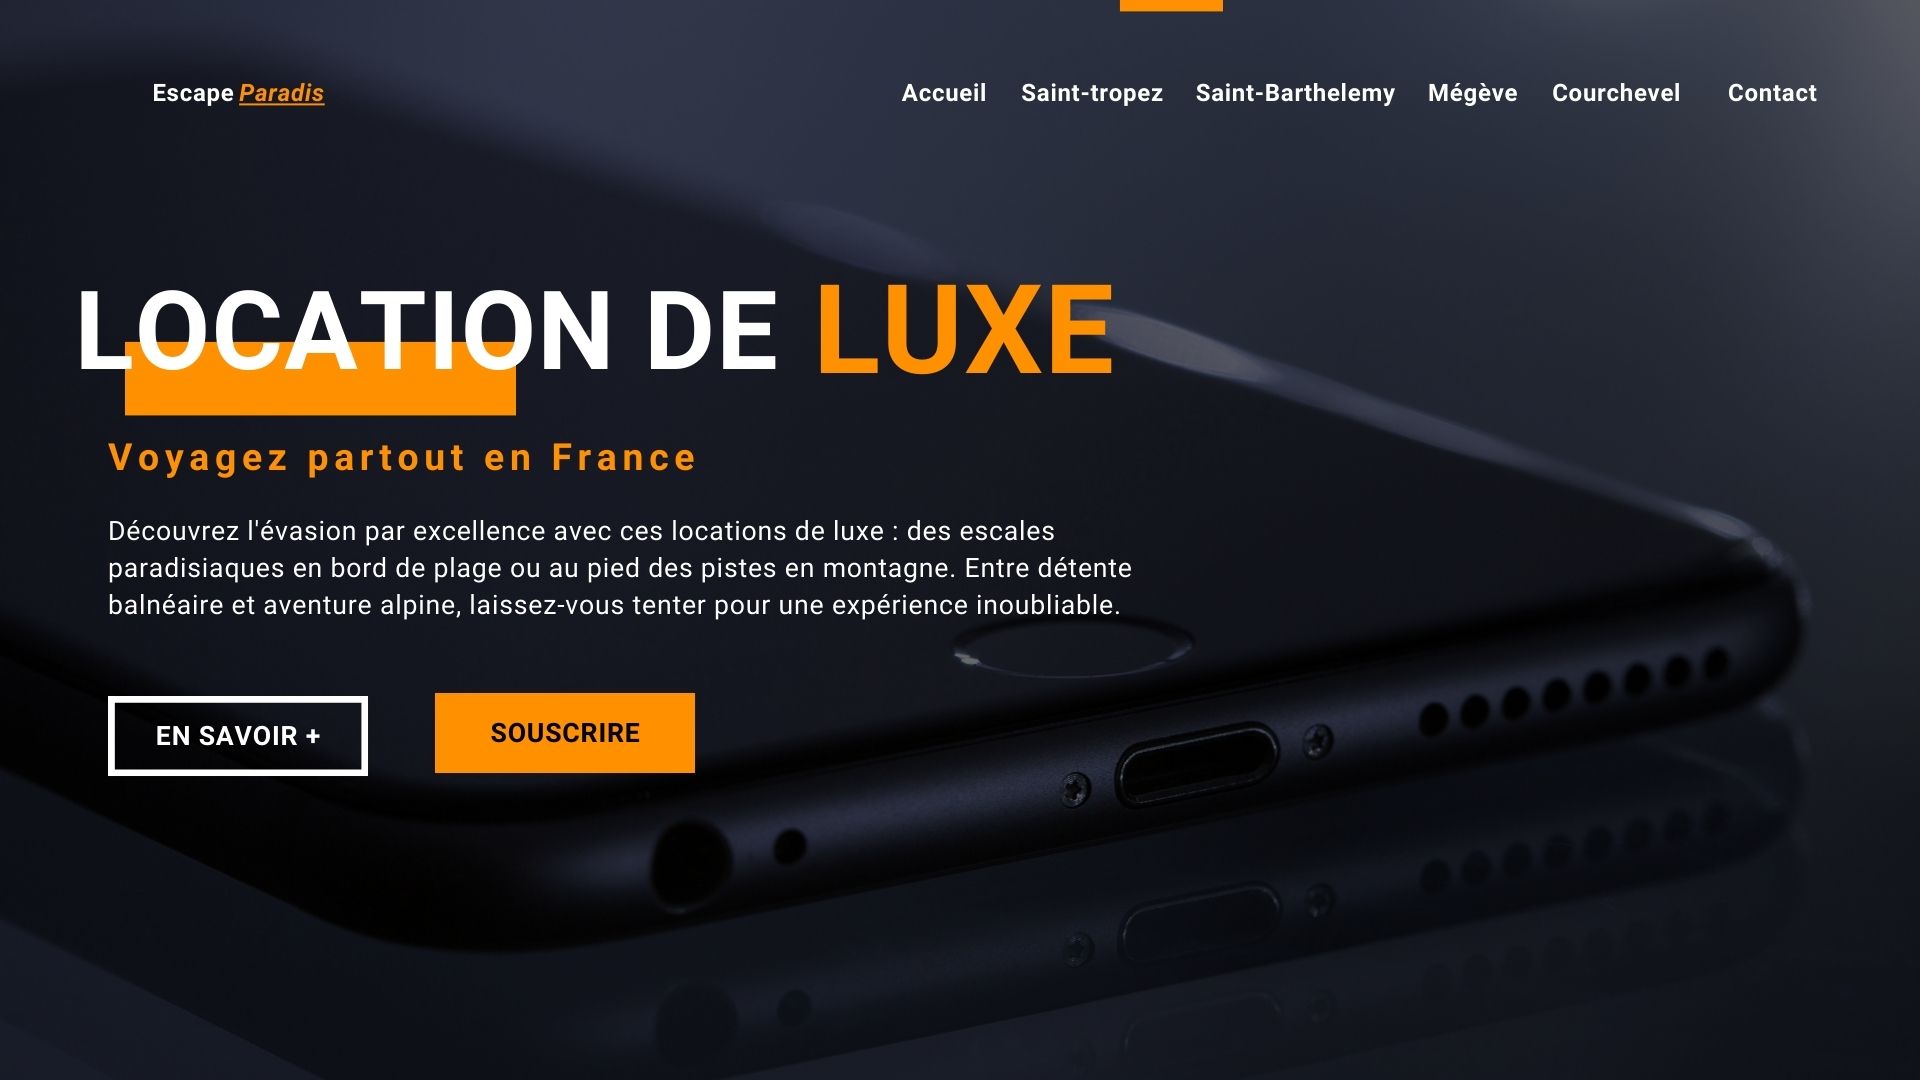 Escape Paradis
Accueil Saint-tropez Saint-Barthelemy Mégève Courchevel Contact
LOCATION DE LUXE
Voyagez partout en France
Découvrez l'évasion par excellence avec ces locations de luxe : des escales
paradisiaques en bord de plage ou au pied des pistes en montagne. Entre détente
balnéaire et aventure alpine, laissez-vous tenter pour une expérience inoubliable.
EN SAVOIR +
SOUSCRIRE